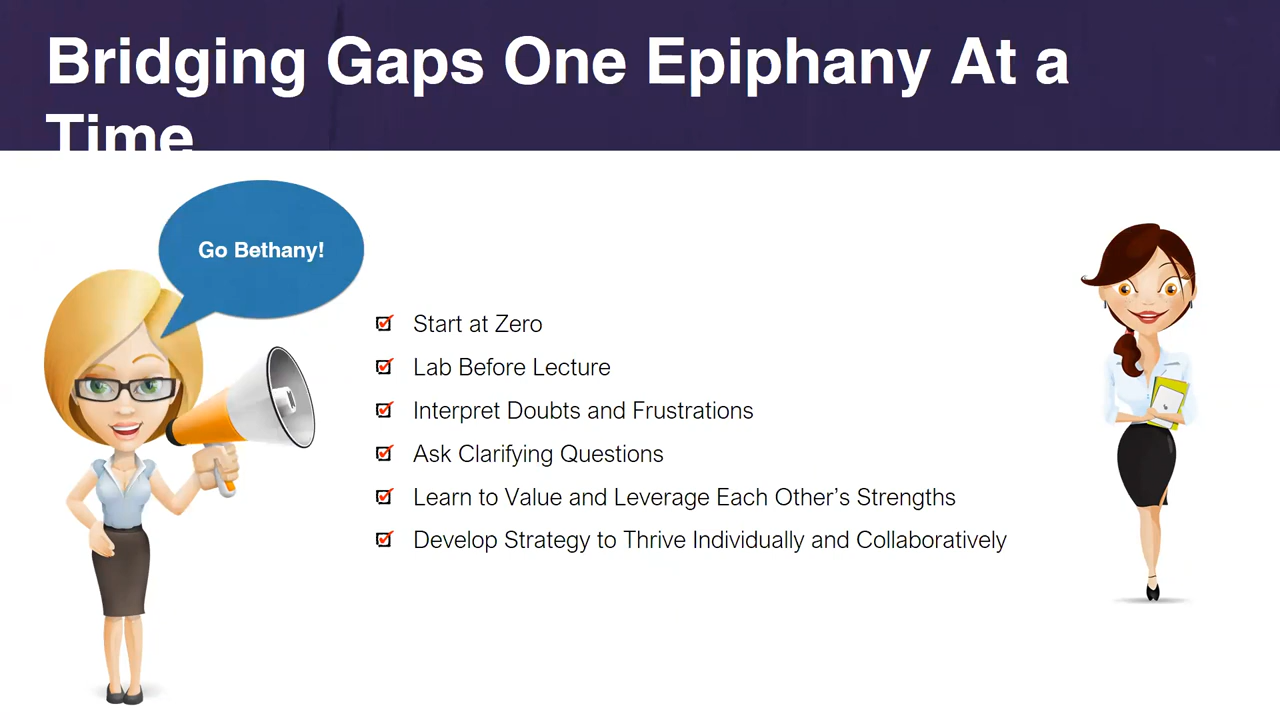 Bridging Gaps One Epiphany At a
Time
Go Bethany!
Start at Zero
Lab Before Lecture
Interpret Doubts and Frustrations
Ask Clarifying Questions
Learn to Value and Leverage Each Other’s Strengths
Develop Strategy to Thrive Individually and Collaboratively